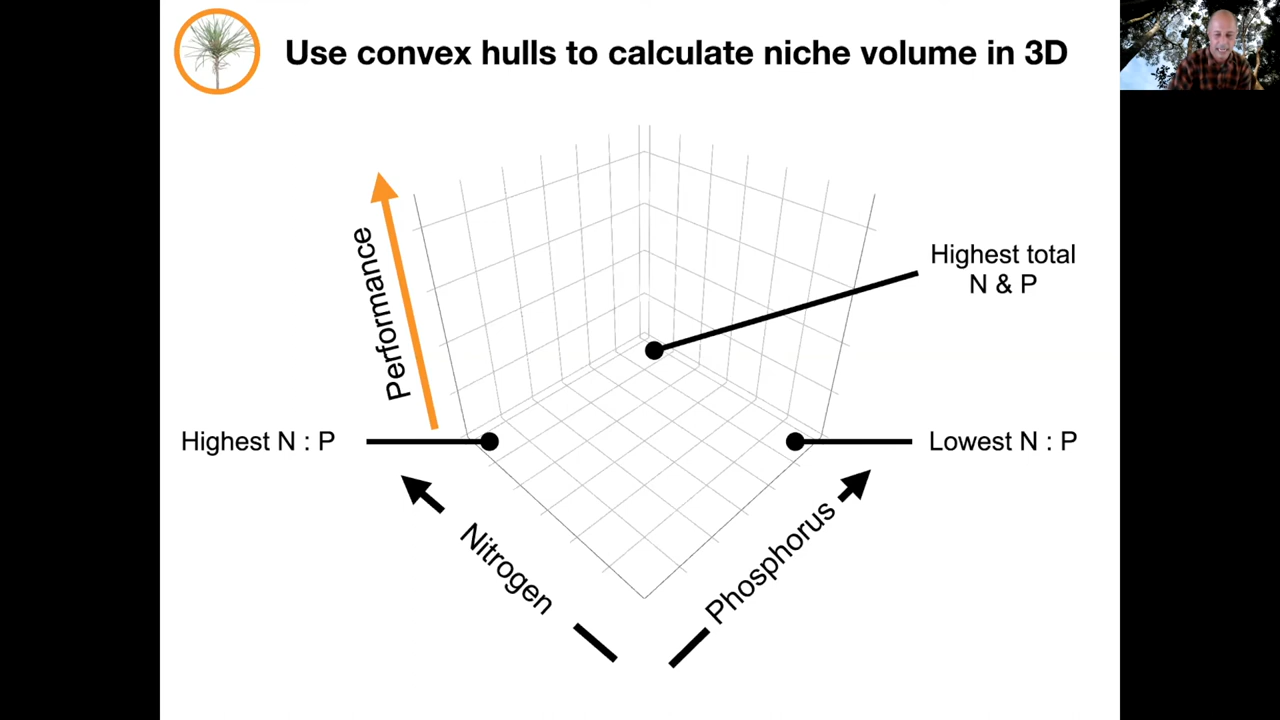 Use convex hulls to calculate niche volume in 3D
Performance
Highest total
N & P
Highest N : P
Lowest N : P
Nitrogen
Phosphorus